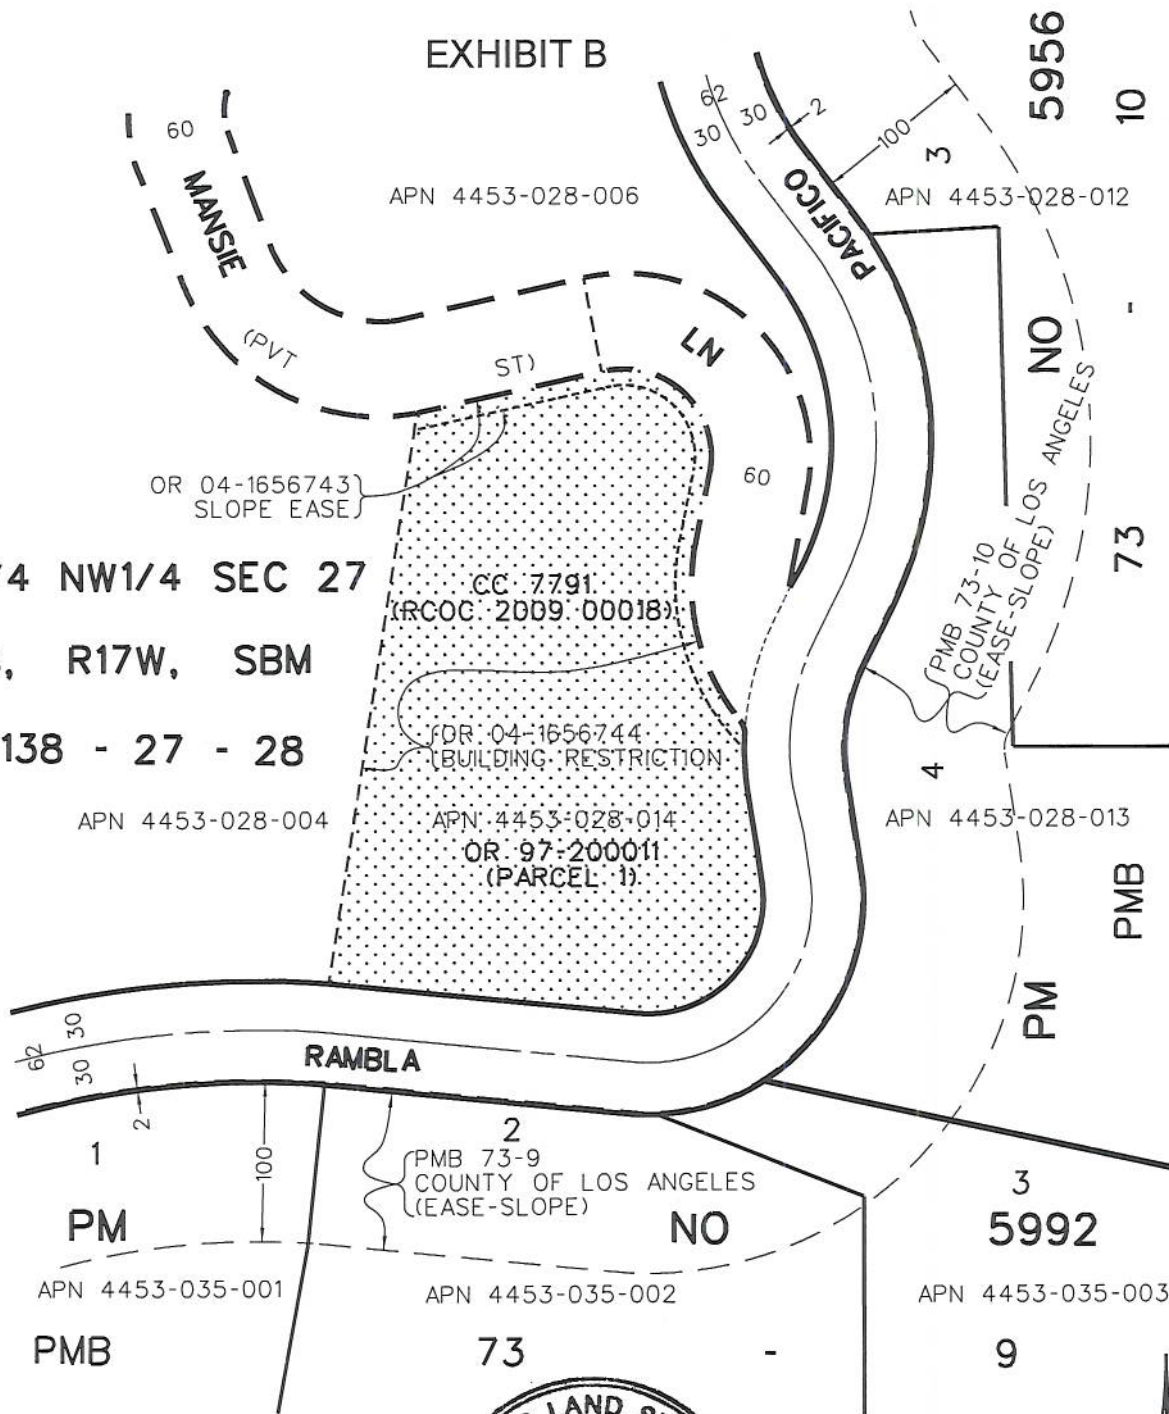 EXHIBIT B
5956
10
-
73
PMB
NO
PM
60
MANSIE
(PVT
ST)
LN
60
62
30
30
2
PACIFICO
100
3
APN 4453-028-006
APN 4453-028-012
OR 04-1656743
SLOPE EASE
/4 NW1/4 SEC 27
R17W, SBM
138 - 27 - 28
CC 7791
(RCOC 2009 00018)
OR 04-1656744
BUILDING RESTRICTION
PMB 73-10
COUNTY OF LOS ANGELES
(EASE-SLOPE)
4
APN 4453-028-004
APN 4453-028-014
OR 97-200011
(PARCEL 1)
APN 4453-028-013
62
30
30
2
RAMBLA
100
1
2
PMB 73-9
COUNTY OF LOS ANGELES
(EASE-SLOPE)
3
PM
NO
5992
APN 4453-035-001
APN 4453-035-002
APN 4453-035-003
PMB
73
-
9
LAND